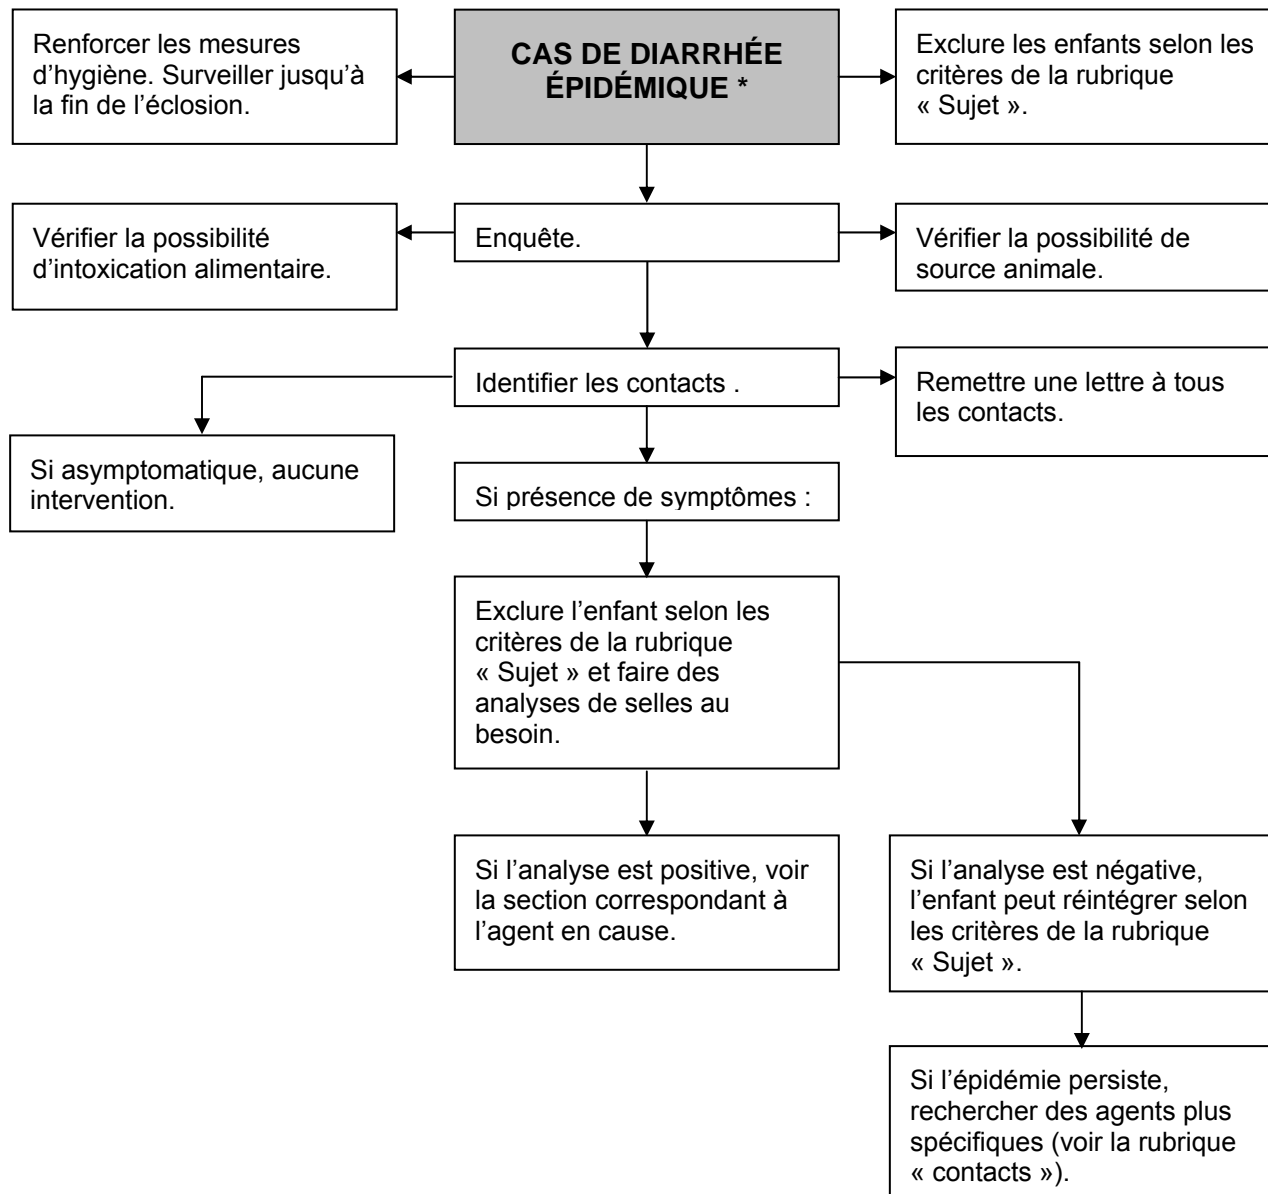 Renforcer les mesures
d’hygiène. Surveiller jusqu’à
la fin de l’éclosion.
CAS DE DIARRHÉE
ÉPIDÉMIQUE *
Exclure les enfants selon les
critères de la rubrique
« Sujet ».
Vérifier la possibilité
d’intoxication alimentaire.
Enquête.
Vérifier la possibilité de
source animale.
Identifier les contacts .
Remettre une lettre à tous
les contacts.
Si asymptomatique, aucune
intervention.
Si présence de symptômes :
Exclure l’enfant selon les
critères de la rubrique
« Sujet » et faire des
analyses de selles au
besoin.
Si l’analyse est positive, voir
la section correspondant à
l’agent en cause.
Si l’analyse est négative,
l’enfant peut réintégrer selon
les critères de la rubrique
« Sujet ».
Si l’épidémie persiste,
rechercher des agents plus
spécifiques (voir la rubrique
« contacts »).